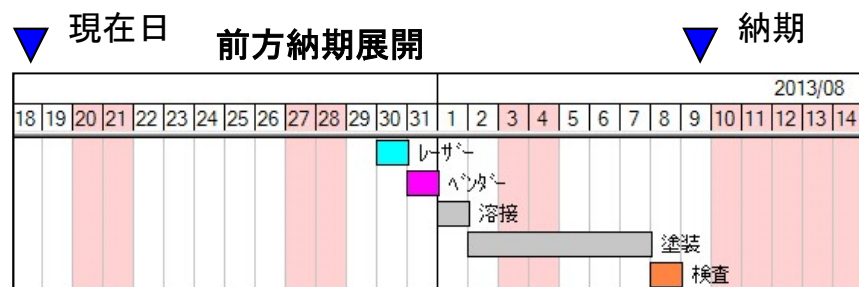 現在日
前方納期展開
納期
2013/08
18 19 20 21 22 23 24 25 26 27 28 29 30 31 1 2 3 4 5 6 7 8 9 10 11 12 13 14
ﾚｰｻﾞｰ
ﾍﾞﾝﾀﾞｰ
溶接
塗装
検査